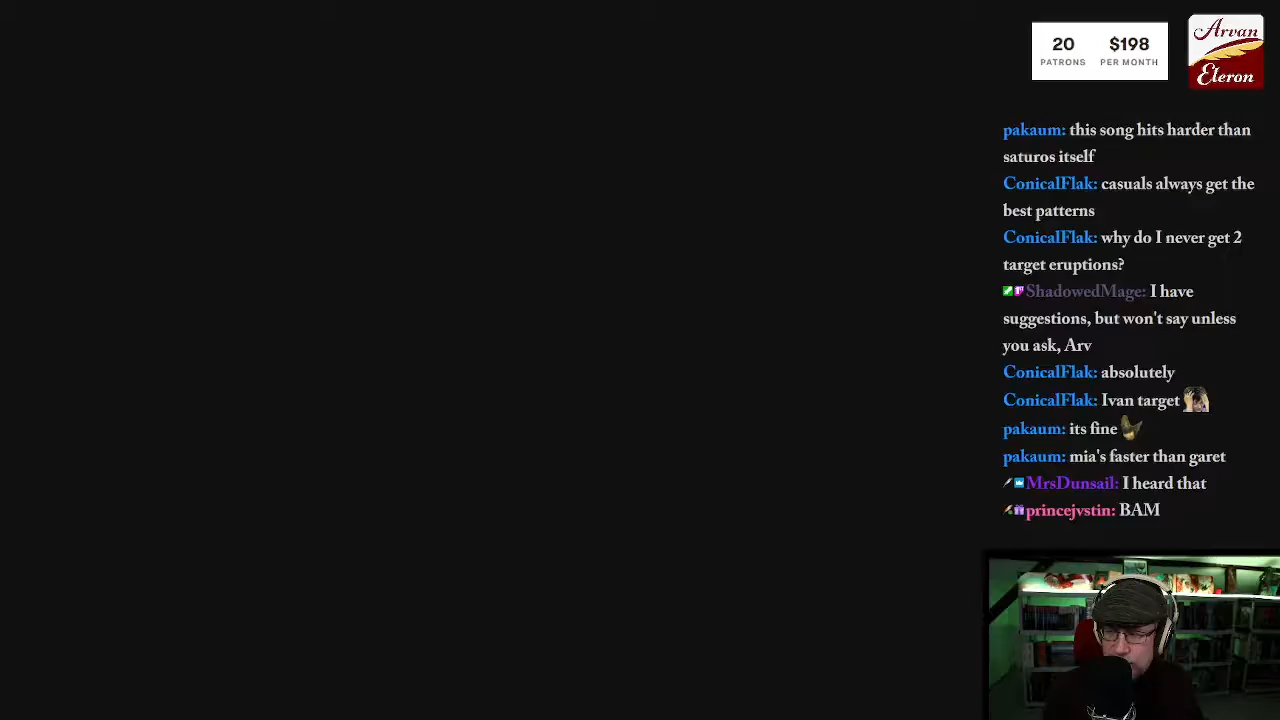 20
PATRONS
$198
PER MONTH
Arvan
Eleron
pakaum: this song hits harder than
saturos itself
ConicalFlak: casuals always get the
best patterns
ConicalFlak: why do I never get 2
target eruptions?
ShadowedMage: I have
suggestions, but won't say unless
you ask, Arv
ConicalFlak: absolutely
ConicalFlak: Ivan target
pakaum: its fine
pakaum: mia's faster than garet
MrsDunsail: I heard that
princejvstin: BAM